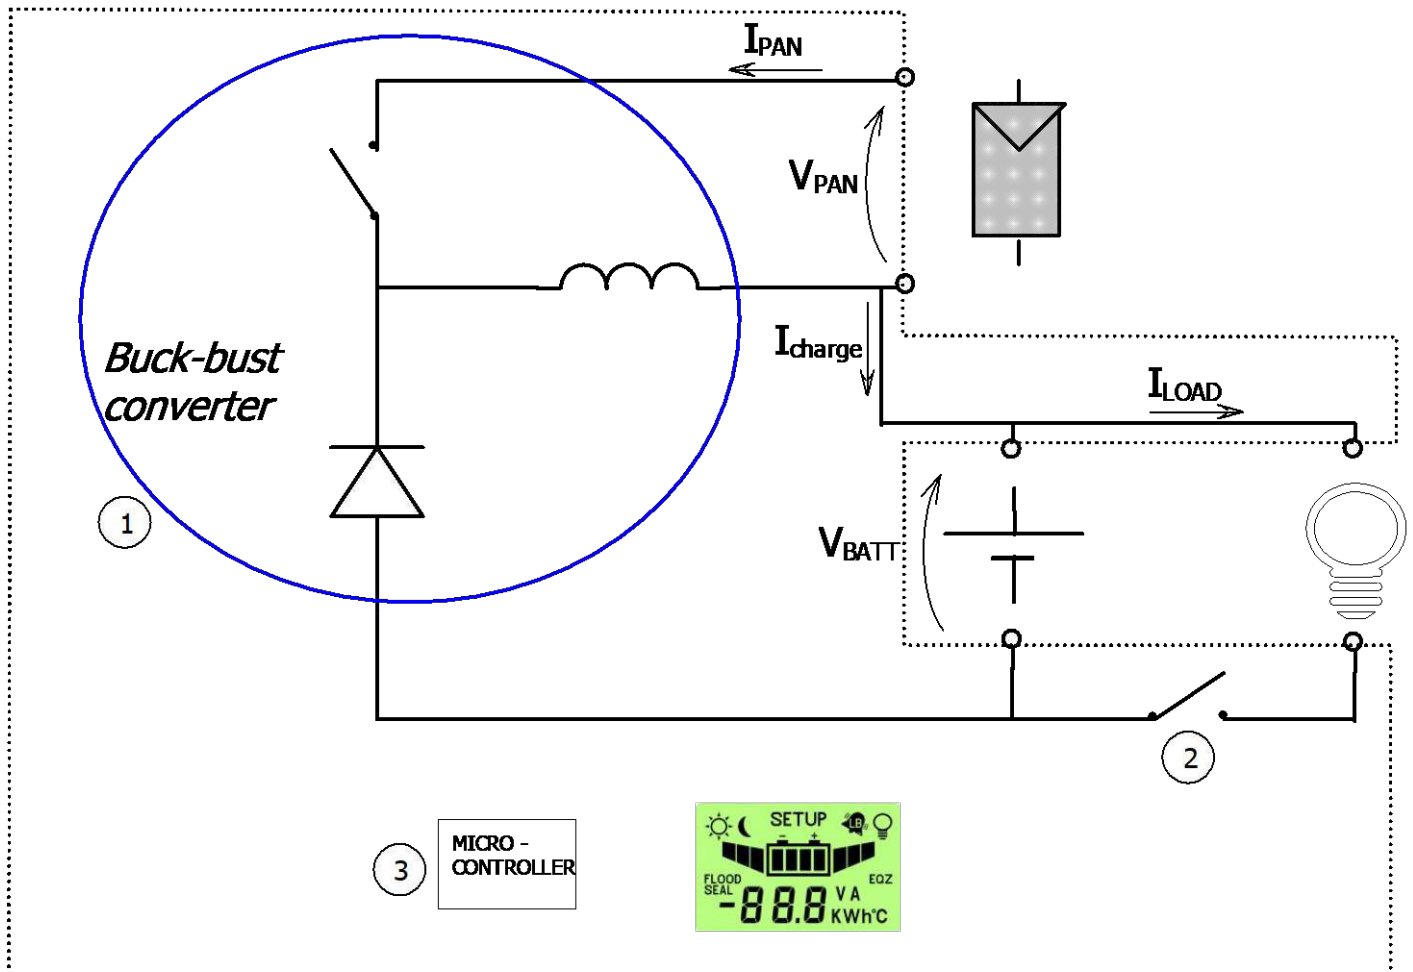 IPAN
VPAN
Icharge
ILOAD
Buck-bust
converter
1
VBATT
2
3
MICRO -
CONTROLLER
SETUP
LB
- +
FLOOD
SEAL
EQZ
-88.8
V A
KWh°C